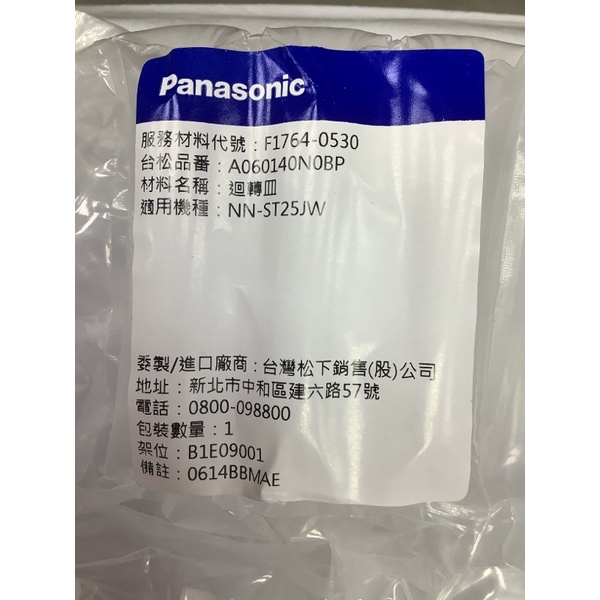 Panasonic
服務材料代號：F1764-0530
台松品番：A060140N0BP
材料名稱：迴轉皿
適用機種：NN-ST25JW
委製/進口廠商：台灣松下銷售(股)公司
地址：新北市中和區建六路57號
電話：0800-098800
包裝數量：1
架位：B1E09001
備註：0614BBMAE